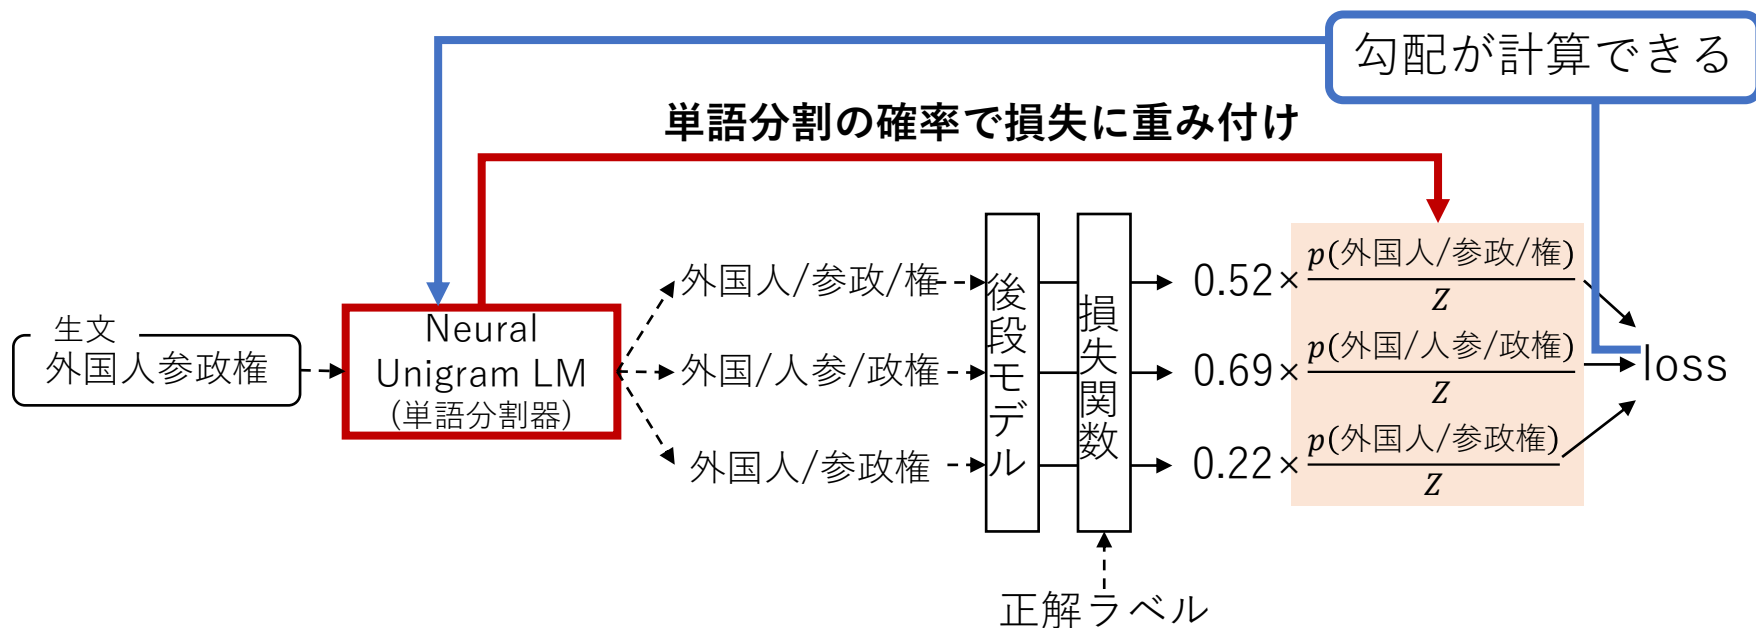 勾配が計算できる
単語分割の確率で損失に重み付け
生文
外国人参政権
Neural
Unigram LM
(単語分割器)
外国人/参政/権
外国/人参/政権
外国人/参政権
後段モデル
損失関数
正解ラベル
0.52× p(外国人/参政/権)
Z
0.69× p(外国/人参/政権)
Z
0.22× p(外国人/参政権)
Z
loss